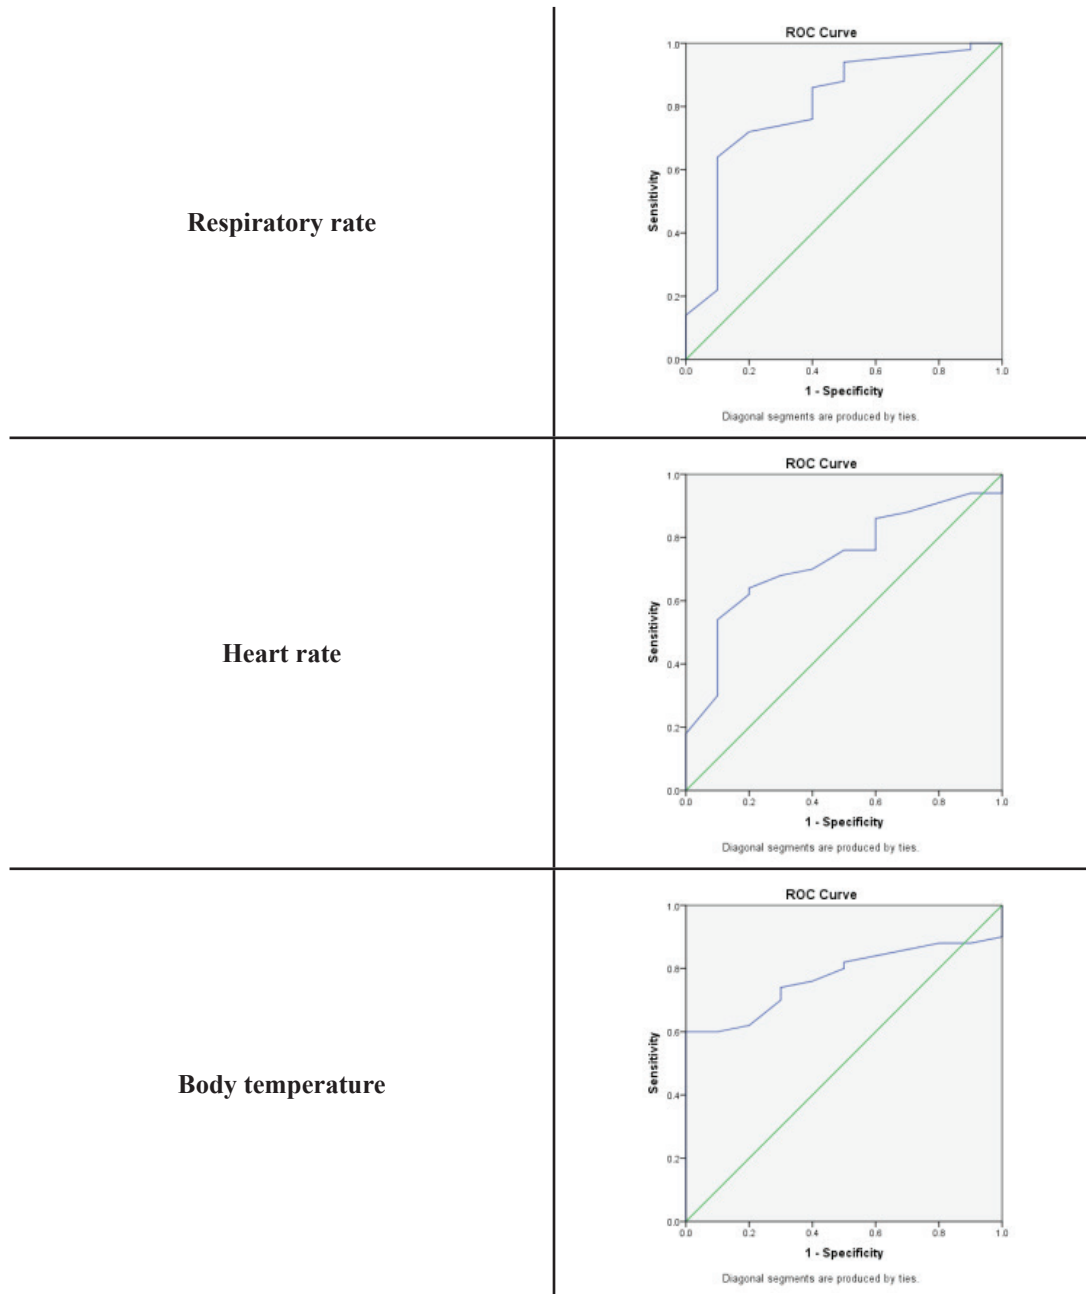 ROC Curve
1.0
0.8
0.6
0.4
0.2
0.0
Sensitivity
0.0 0.2 0.4 0.6 0.8 1.0
1 - Specificity
Diagonal segments are produced by ties.
Respiratory rate
ROC Curve
1.0
0.8
0.6
0.4
0.2
0.0
Sensitivity
0.0 0.2 0.4 0.6 0.8 1.0
1 - Specificity
Diagonal segments are produced by ties.
Heart rate
ROC Curve
1.0
0.8
0.6
0.4
0.2
0.0
Sensitivity
0.0 0.2 0.4 0.6 0.8 1.0
1 - Specificity
Diagonal segments are produced by ties.
Body temperature